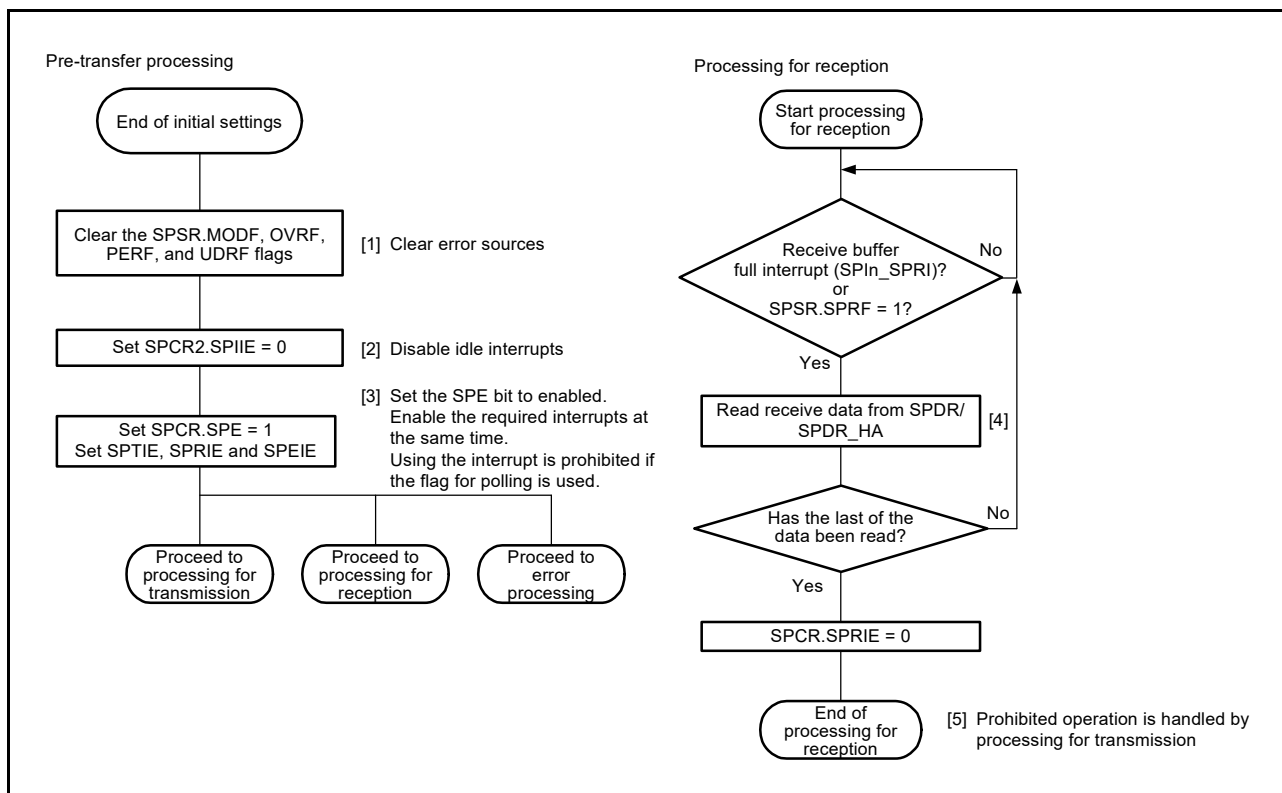 Pre-transfer processing
End of initial settings
Clear the SPSR.MODF, OVRF,
PERF, and UDRF flags
[1] Clear error sources
Set SPCR2.SPIIE = 0
[2] Disable idle interrupts
Set SPCR.SPE = 1
Set SPTIE, SPRIE and SPEIE
[3] Set the SPE bit to enabled.
Enable the required interrupts at
the same time.
Using the interrupt is prohibited if
the flag for polling is used.
Proceed to
processing for
transmission
Proceed to
processing for
reception
Proceed to
error
processing
Processing for reception
Start processing
for reception
Receive buffer
full interrupt (SPIn_SPRI)?
or
SPSR.SPRF = 1?
No
Yes
Read receive data from SPDR/
SPDR_HA
[4]
Has the last of the
data been read?
No
Yes
SPCR.SPRIE = 0
End of
processing for
reception
[5] Prohibited operation is handled by
processing for transmission